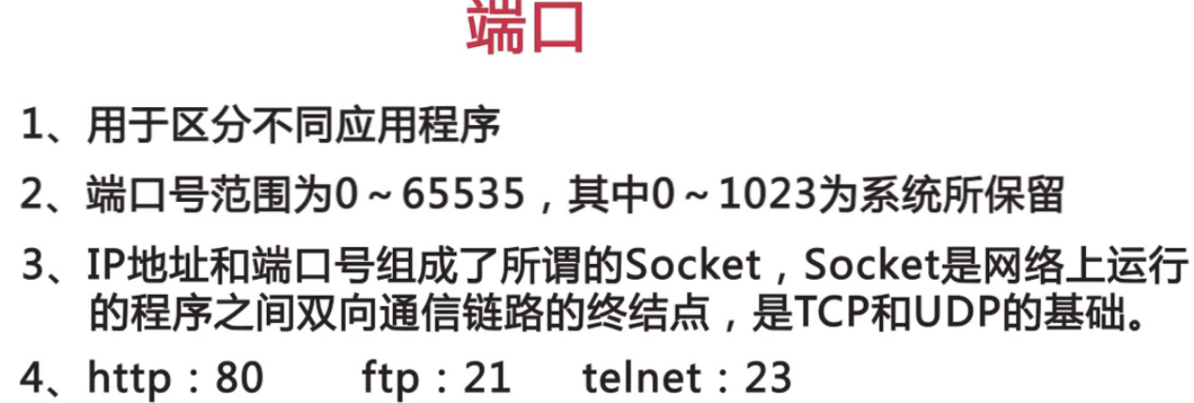 端口
1、用于区分不同应用程序
2、端口号范围为0～65535，其中0～1023为系统所保留
3、IP地址和端口号组成了所谓的Socket，Socket是网络上运行
的程序之间双向通信链路的终结点，是TCP和UDP的基础。
4、http：80 ftp：21 telnet：23